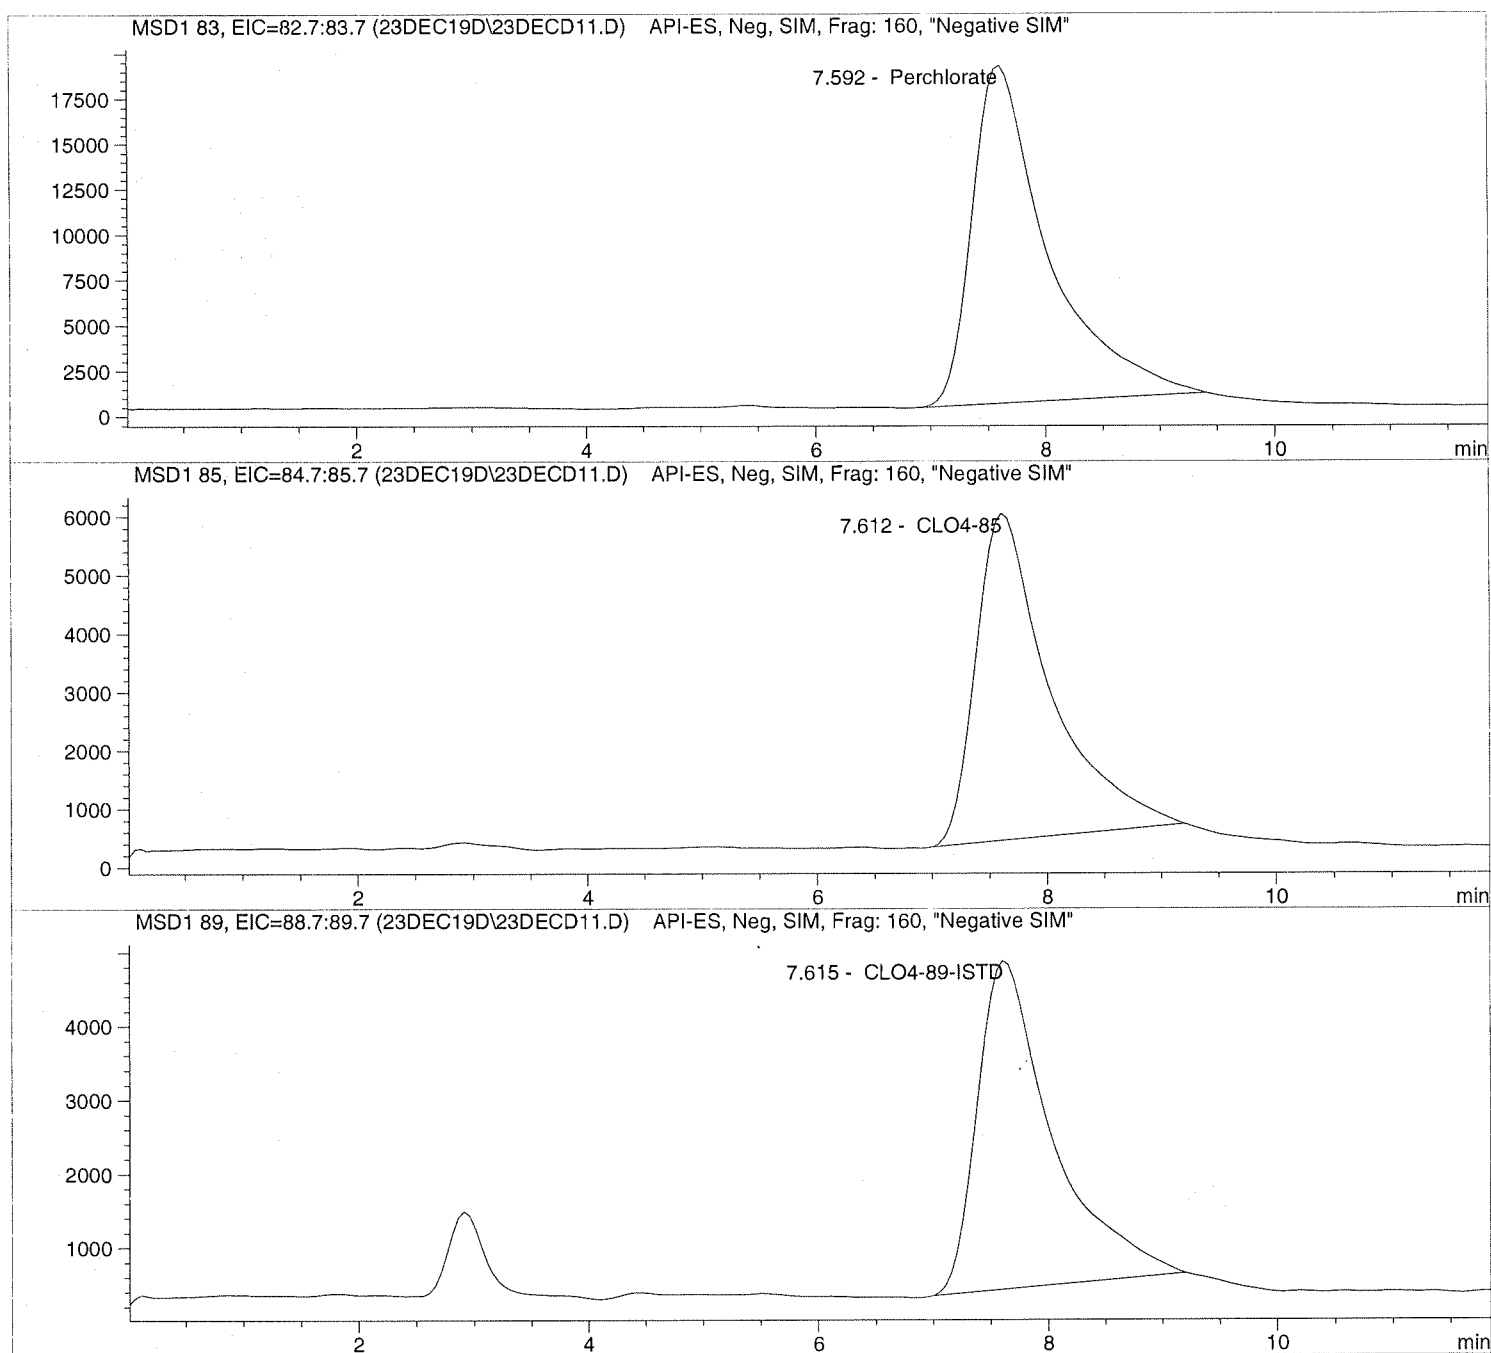 MSD1 83, EIC=82.7:83.7 (23DEC19D\23DECD11.D) API-ES, Neg, SIM, Frag: 160, "Negative SIM"
7.592 - Perchlorate
17500
15000
12500
10000
7500
5000
2500
0
2 4 6 8 10 min
MSD1 85, EIC=84.7:85.7 (23DEC19D\23DECD11.D) API-ES, Neg, SIM, Frag: 160, "Negative SIM"
7.612 - CLO4-85
6000
5000
4000
3000
2000
1000
0
2 4 6 8 10 min
MSD1 89, EIC=88.7:89.7 (23DEC19D\23DECD11.D) API-ES, Neg, SIM, Frag: 160, "Negative SIM"
7.615 - CLO4-89-ISTD
4000
3000
2000
1000
2 4 6 8 10 min